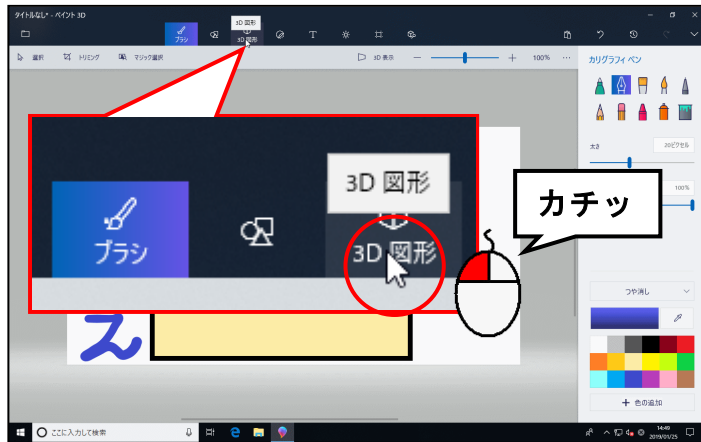 タイトルなし* - ペイント 3D
3D 図形
ブラシ
3D 図形
選択
トリミング
マジック選択
3D 表示
100%
カリグラフィ ペン
太さ
20ピクセル
100%
3D 図形
ブラシ
3D 図形
カチッ
つや消し
え
+ 色の追加
ここに入力して検索
14:49
2019/01/25